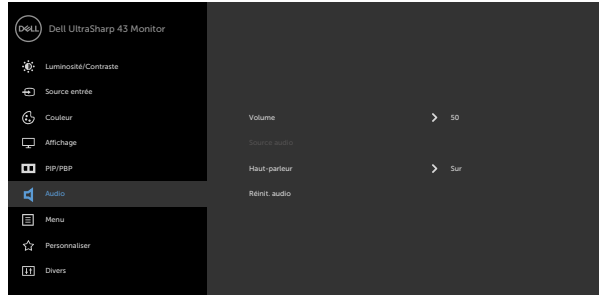 DELL Dell UltraSharp 43 Monitor
Luminosité/Contraste
Source entrée
Couleur
Volume 50
Affichage
Source audio
PIP/PBP
Haut-parleur Sur
Audio
Réinit. audio
Menu
Personnaliser
Divers